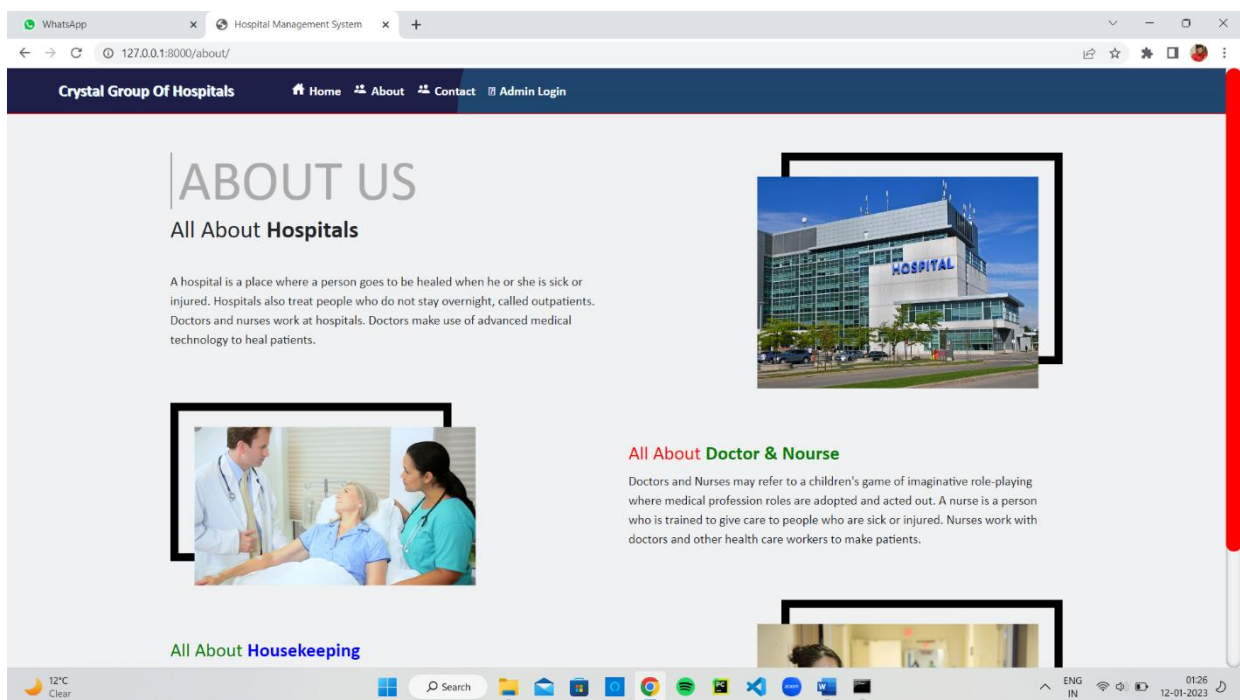 WhatsApp
Hospital Management System
127.0.0.1:8000/about/
Crystal Group Of Hospitals
Home
About
Contact
Admin Login
ABOUT US
All About Hospitals
A hospital is a place where a person goes to be healed when he or she is sick or
injured. Hospitals also treat people who do not stay overnight, called outpatients.
Doctors and nurses work at hospitals. Doctors make use of advanced medical
technology to heal patients.
HOSPITAL
All About Doctor & Nourse
Doctors and Nurses may refer to a children's game of imaginative role-playing
where medical profession roles are adopted and acted out. A nurse is a person
who is trained to give care to people who are sick or injured. Nurses work with
doctors and other health care workers to make patients.
All About Housekeeping
12°C
Clear
Search
ENG
IN
01:26
12-01-2023